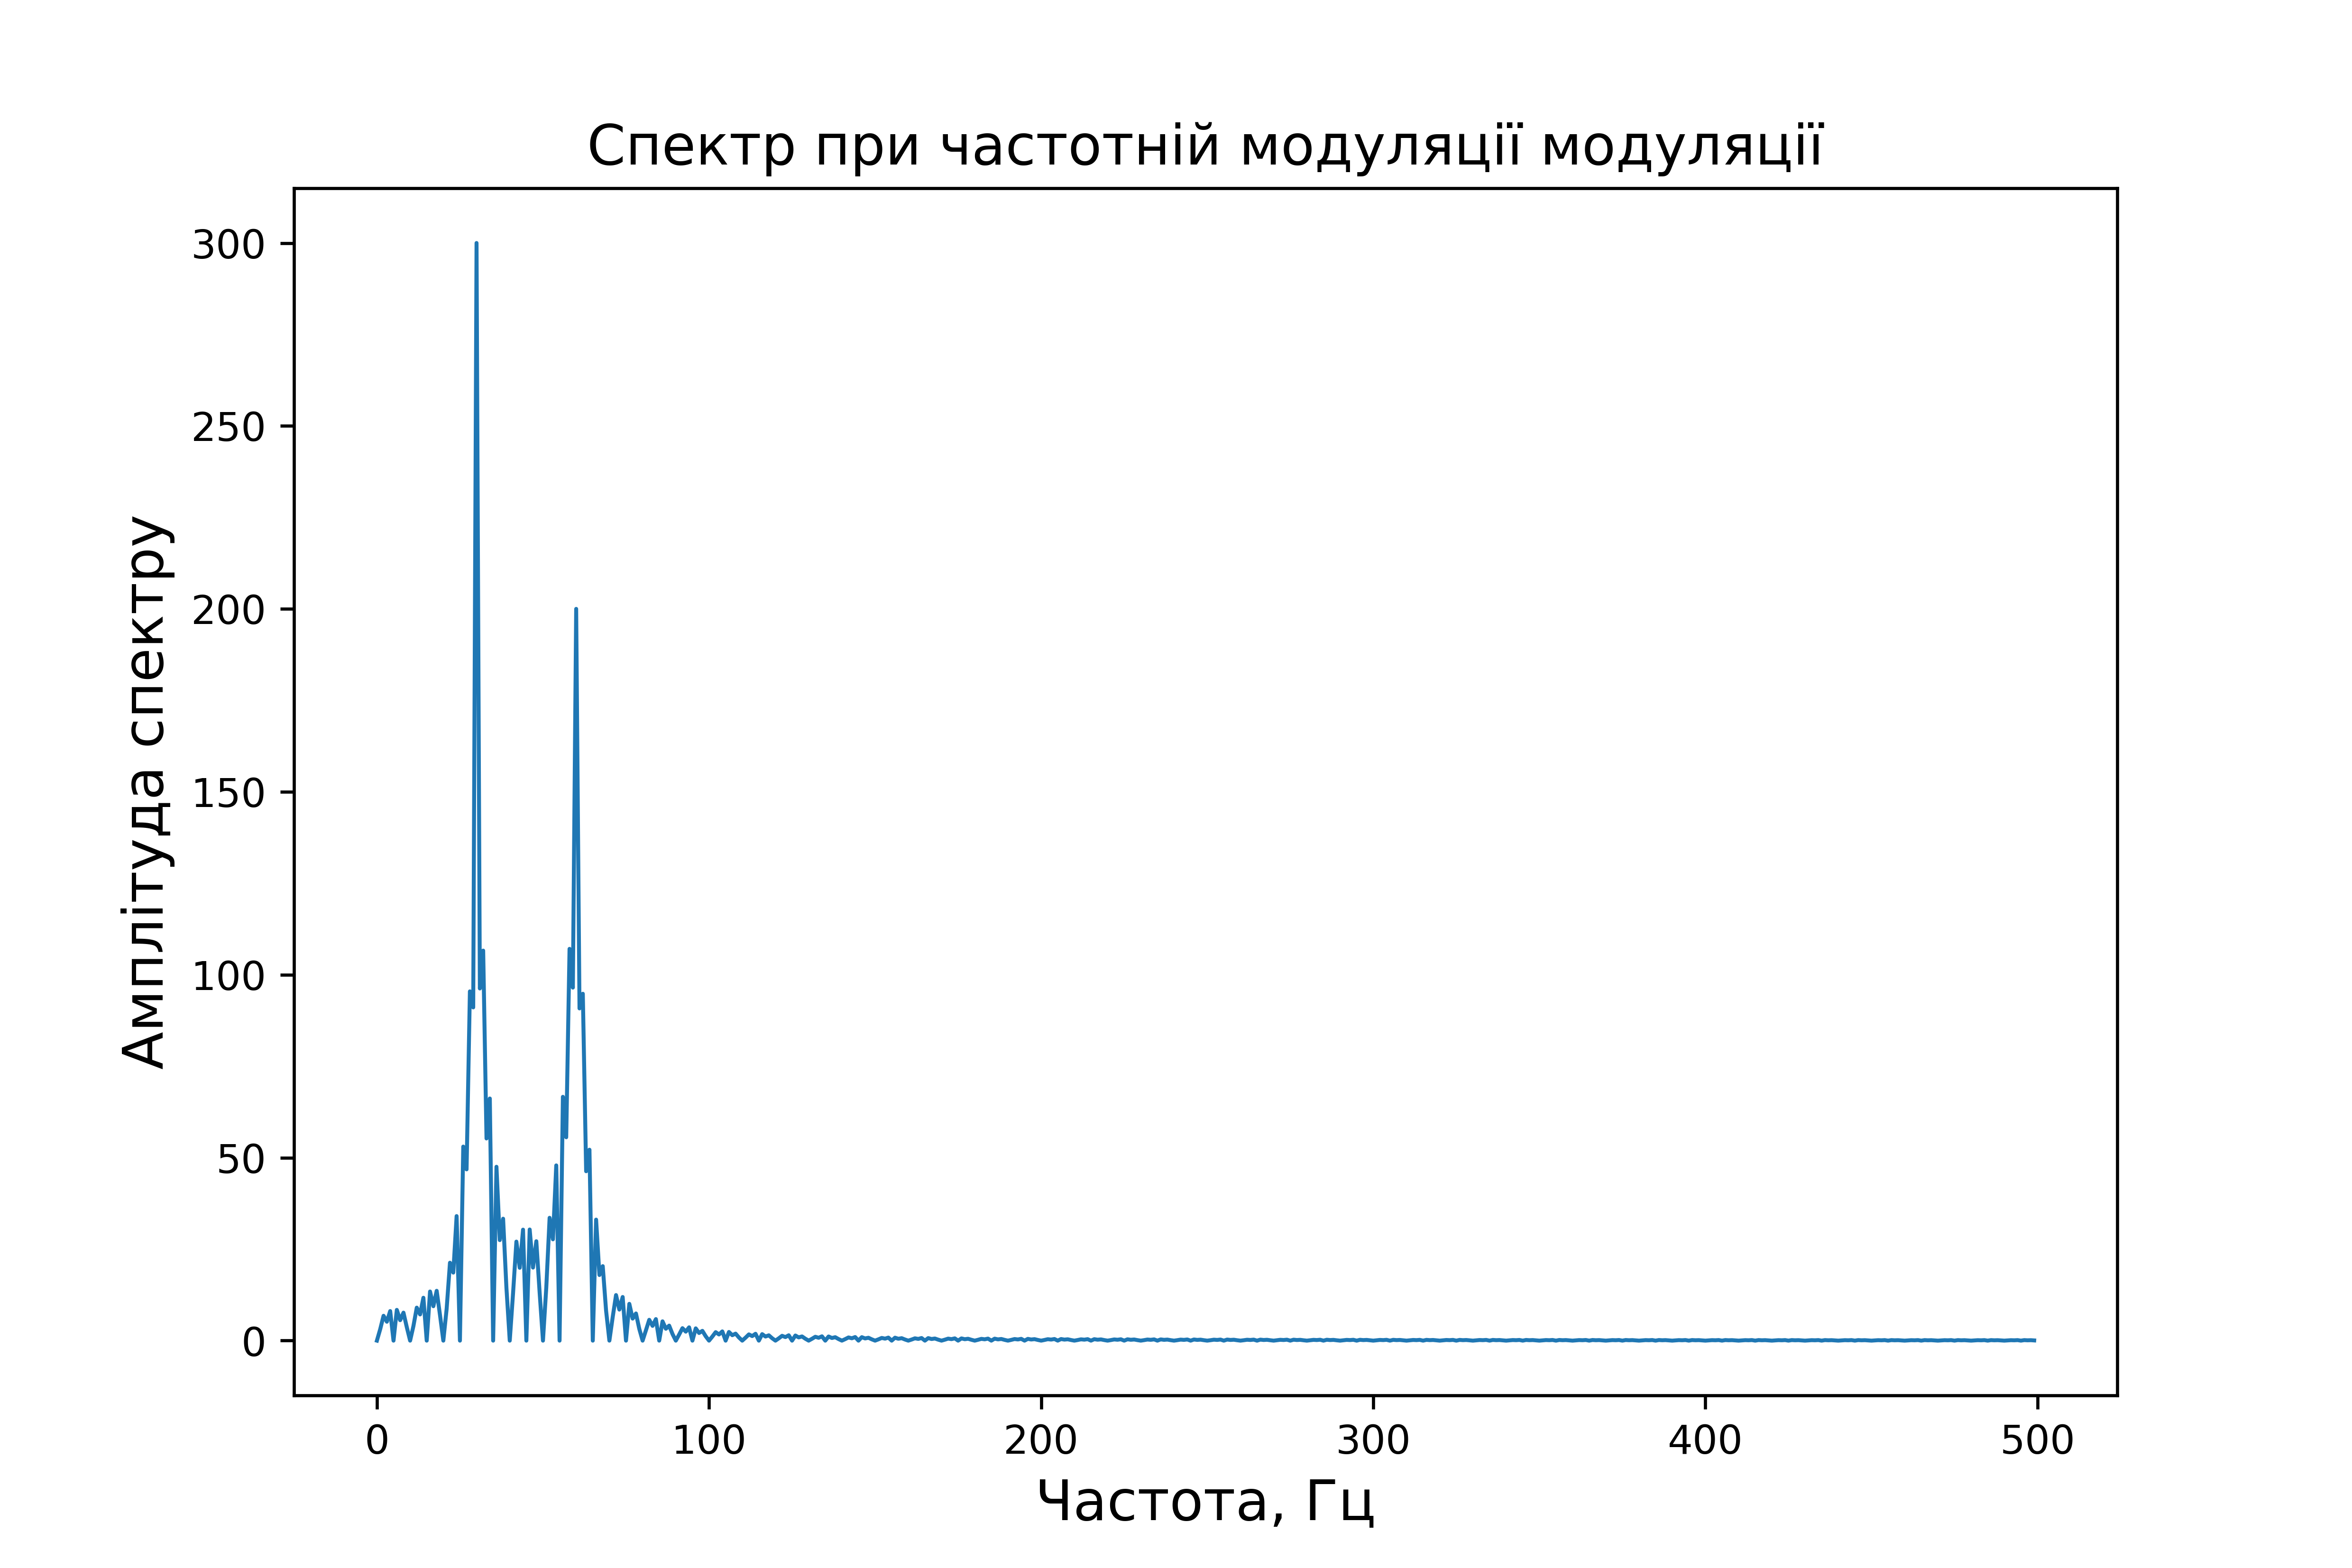 Спектр при частотній модуляції модуляції
Амплітуда спектру
300
250
200
150
100
50
0
0 100 200 300 400 500
Частота, Гц